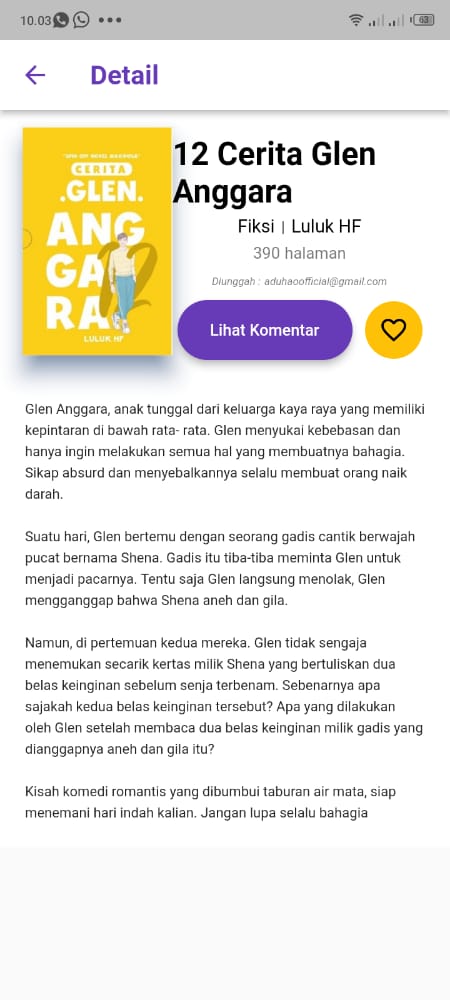 10.03
63
Detail
"SPIN OFF NOVEL MARIPOSA"
CERITA
.GLEN.
ANG
GA
RA
12
LULUK HF
12 Cerita Glen
Anggara
Fiksi | Luluk HF
390 halaman
Diunggah : aduhaoofficial@gmail.com
Lihat Komentar
Glen Anggara, anak tunggal dari keluarga kaya raya yang memiliki
kepintaran di bawah rata- rata. Glen menyukai kebebasan dan
hanya ingin melakukan semua hal yang membuatnya bahagia.
Sikap absurd dan menyebalkannya selalu membuat orang naik
darah.
Suatu hari, Glen bertemu dengan seorang gadis cantik berwajah
pucat bernama Shena. Gadis itu tiba-tiba meminta Glen untuk
menjadi pacarnya. Tentu saja Glen langsung menolak, Glen
mengganggap bahwa Shena aneh dan gila.
Namun, di pertemuan kedua mereka. Glen tidak sengaja
menemukan secarik kertas milik Shena yang bertuliskan dua
belas keinginan sebelum senja terbenam. Sebenarnya apa
sajakah kedua belas keinginan tersebut? Apa yang dilakukan
oleh Glen setelah membaca dua belas keinginan milik gadis yang
dianggapnya aneh dan gila itu?
Kisah komedi romantis yang dibumbui taburan air mata, siap
menemani hari indah kalian. Jangan lupa selalu bahagia